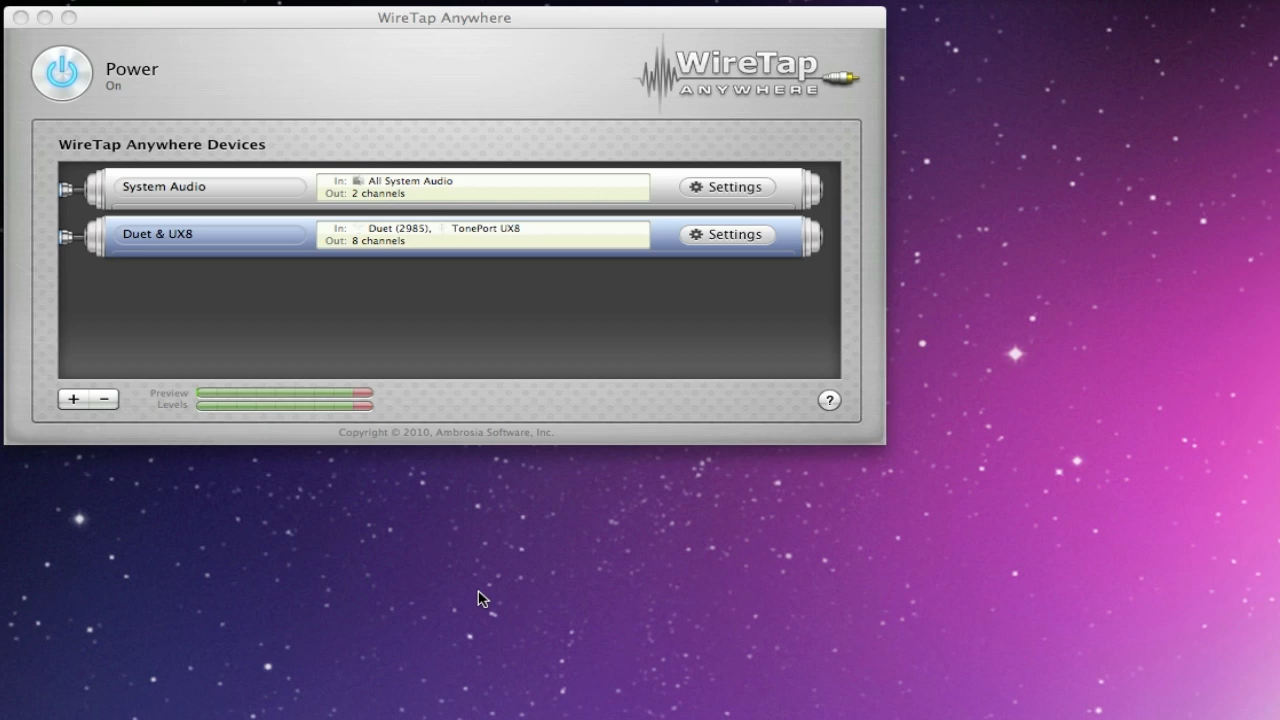 WireTap Anywhere
Power
On
WireTap
ANYWHERE
WireTap Anywhere Devices
System Audio
In: All System Audio
Out: 2 channels
Settings
Duet & UX8
In: Duet (2985), TonePort UX8
Out: 8 channels
Settings
+ −
Preview
Levels
?
Copyright © 2010, Ambrosia Software, Inc.